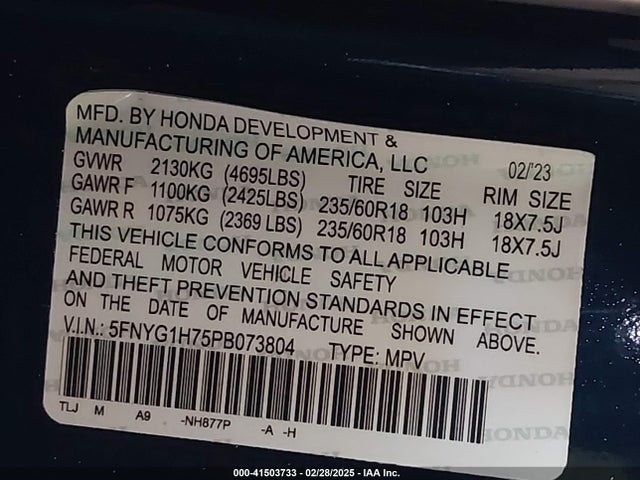 MFD. BY HONDA DEVELOPMENT &
MANUFACTURING OF AMERICA, LLC 02/'23
GVWR 2130KG (4695LBS) TIRE SIZE RIM SIZE
GAWR F 1100KG (2425LBS) 235/60R18 103H 18X7.5J
GAWR R 1075KG (2369 LBS) 235/60R18 103H 18X7.5J
THIS VEHICLE CONFORMS TO ALL APPLICABLE
FEDERAL MOTOR VEHICLE SAFETY
AND THEFT PREVENTION STANDARDS IN EFFECT
ON THE DATE OF MANUFACTURE SHOWN ABOVE.
V.I.N.: 5FNYG1H75PB073804 TYPE: MPV
TLJ M A9 -NH877P -A -H
000-41503733 - 02/28/2025 - IAA Inc.